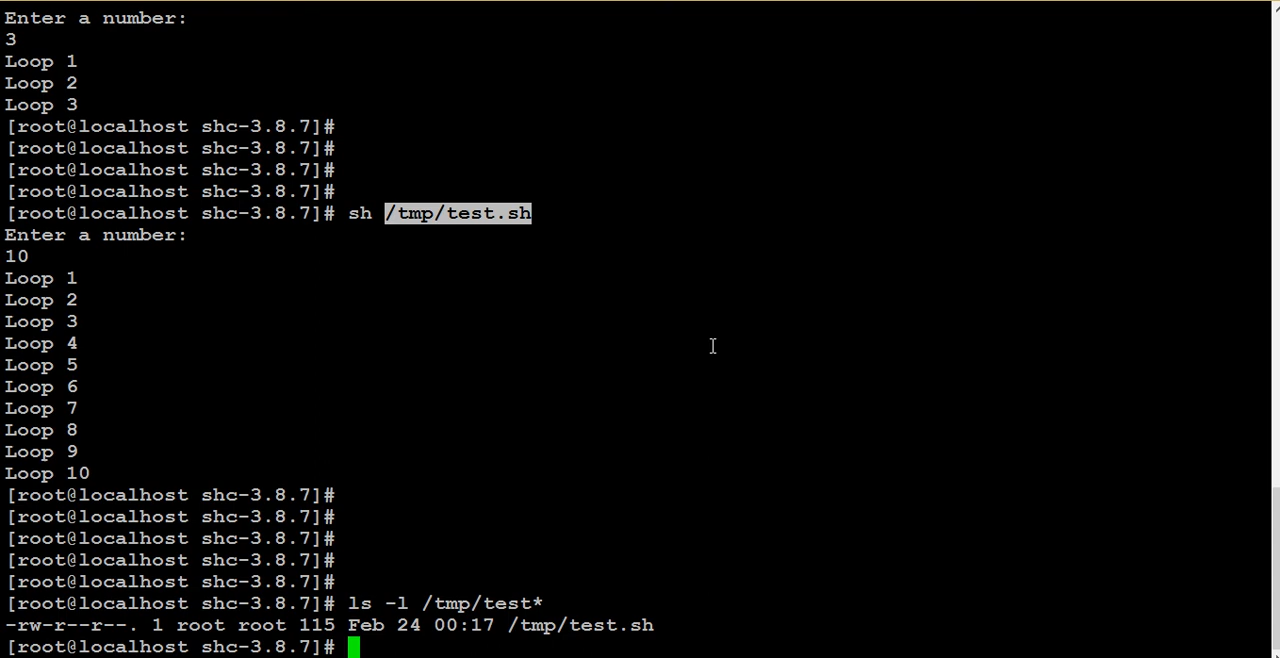 Enter a number:
3
Loop 1
Loop 2
Loop 3
[root@localhost shc-3.8.7]#
[root@localhost shc-3.8.7]#
[root@localhost shc-3.8.7]#
[root@localhost shc-3.8.7]#
[root@localhost shc-3.8.7]# sh /tmp/test.sh
Enter a number:
10
Loop 1
Loop 2
Loop 3
Loop 4
Loop 5
Loop 6
Loop 7
Loop 8
Loop 9
Loop 10
[root@localhost shc-3.8.7]#
[root@localhost shc-3.8.7]#
[root@localhost shc-3.8.7]#
[root@localhost shc-3.8.7]#
[root@localhost shc-3.8.7]#
[root@localhost shc-3.8.7]# ls -l /tmp/test*
-rw-r--r--. 1 root root 115 Feb 24 00:17 /tmp/test.sh
[root@localhost shc-3.8.7]#